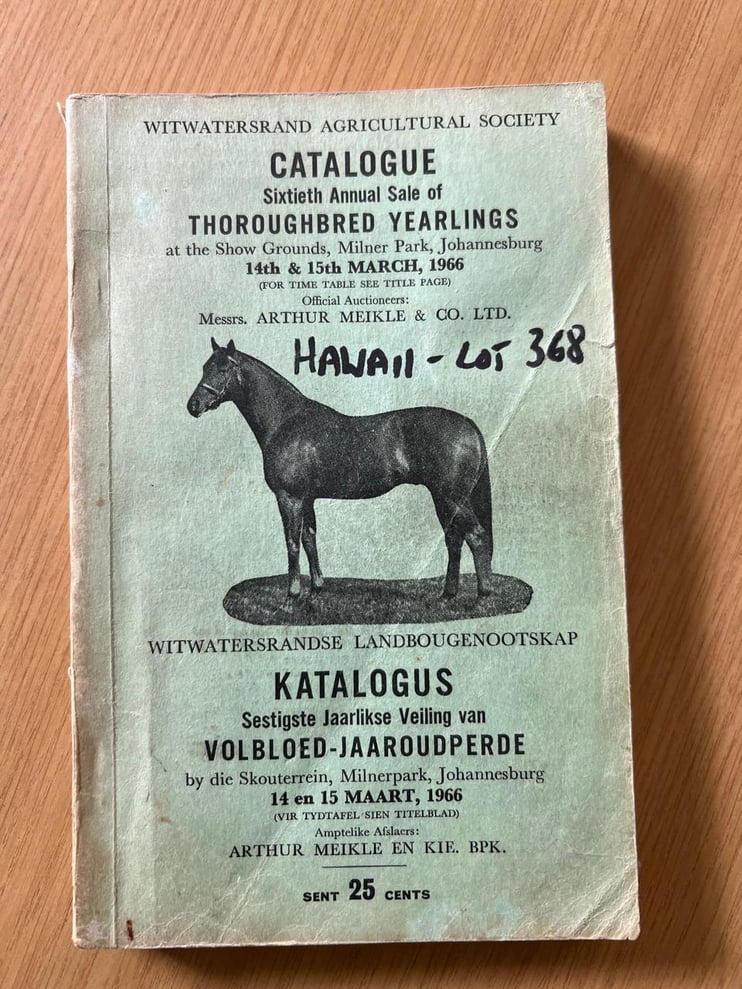 WITWATERSRAND AGRICULTURAL SOCIETY
CATALOGUE
Sixtieth Annual Sale of
THOROUGHBRED YEARLINGS
at the Show Grounds, Milner Park, Johannesburg
14th & 15th MARCH, 1966
(FOR TIME TABLE SEE TITLE PAGE)
Official Auctioneers:
Messrs. ARTHUR MEIKLE & CO. LTD.
HAWAII - LOT 368
WITWATERSRANDSE LANDBOUGENOOTSKAP
KATALOGUS
Sestigste Jaarlikse Veiling van
VOLBLOED-JAAROUDPERDE
by die Skouterrein, Milnerpark, Johannesburg
14 en 15 MAART, 1966
(VIR TYDTAFEL SIEN TITELBLAD)
Amptelike Afslaers:
ARTHUR MEIKLE EN KIE. BPK.
SENT 25 CENTS